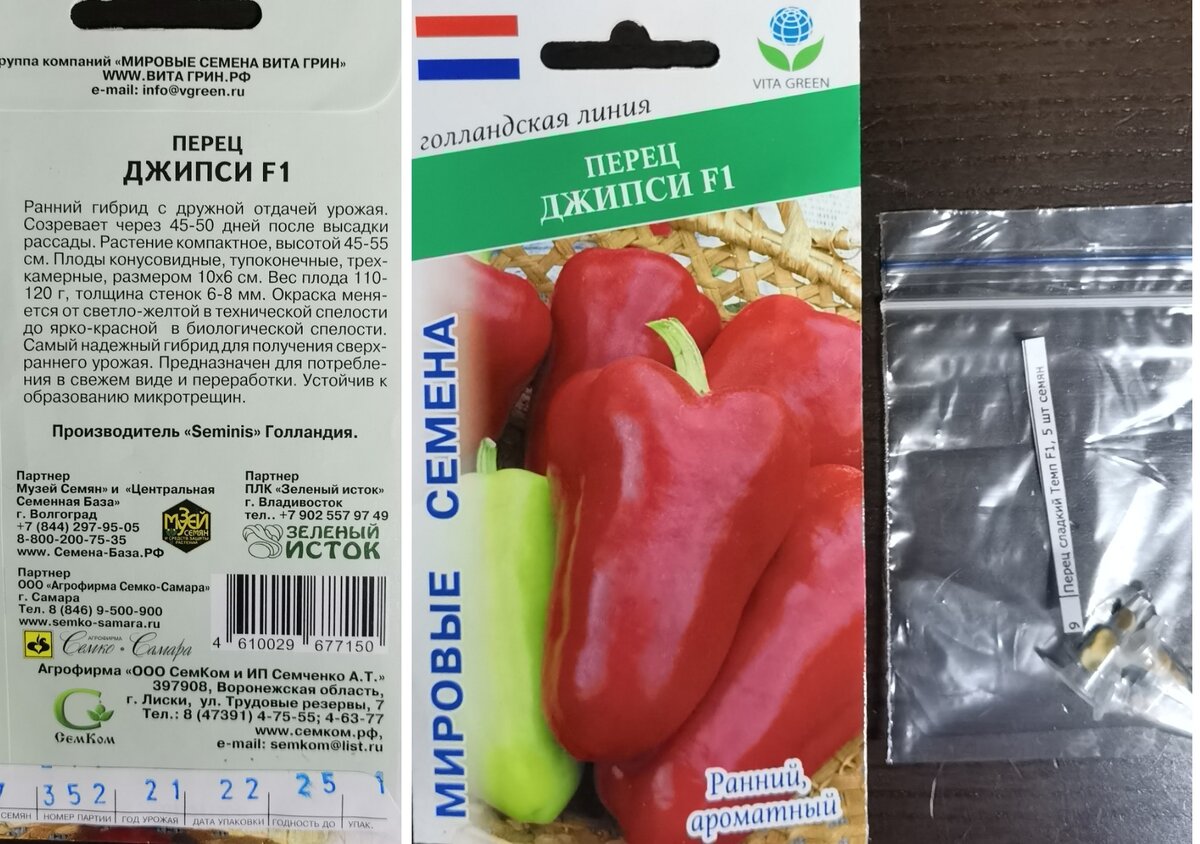 руппа компаний «МИРОВЫЕ СЕМЕНА ВИТА ГРИН»
WWW.ВИТА ГРИН.РФ
e-mail: info@vgreen.ru
ПЕРЕЦ
ДЖИПСИ F1
Ранний гибрид с дружной отдачей урожая.
Созревает через 45-50 дней после высадки
рассады. Растение компактное, высотой 45-55
см. Плоды конусовидные, тупоконечные, трех-
камерные, размером 10х6 см. Вес плода 110-
120 г, толщина стенок 6-8 мм. Окраска меня-
ется от светло-желтой в технической спелости
до ярко-красной в биологической спелости.
Самый надежный гибрид для получения сверх-
раннего урожая. Предназначен для потребле-
ния в свежем виде и переработки. Устойчив к
образованию микротрещин.
Производитель «Seminis» Голландия.
Партнер
Музей Семян» и «Центральная
Семенная База»
г. Волгоград
+7 (844) 297-95-05
8-800-200-75-35
www. Семена-База.РФ
МУЗЕЙ
СЕМЯН
Партнер
ПЛК «Зеленый исток»
г. Владивосток
тел.. +7 902 557 97 49
ЗЕЛЕНЫЙ
ИСТОК
Партнер
ООО «Агрофирма Семко-Самара»
г. Самара
Тел. 8 (846) 9-500-900
www.semko-samara.ru
АГРОФИРМА
Семко • Самара
4 610029 677150
Агрофирма «ООО СемКом и ИП Семченко А.Т.»
397908, Воронежская область,
г. Лиски, ул. Трудовые резервы, 7
Тел.: 8 (47391) 4-75-55; 4-63-77
www.семком.рф,
e-mail: semkom@list.ru
СемКом
7 352 21 22 25 1
СЕМЯН НОМЕР ПАРТИИ ГОД УРОЖАЯ ДАТА УПАКОВКИ ГОДНОСТЬ ДО УПАК.
VITA GREEN
голландская линия
ПЕРЕЦ
ДЖИПСИ F1
МИРОВЫЕ СЕМЕНА
Ранний,
ароматный
9 Перец сладкий Темп F1, 5 шт семян